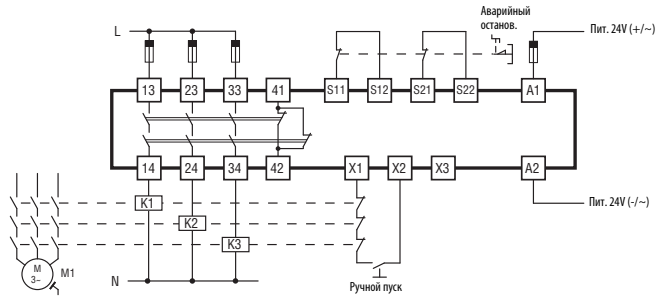 Аварийный
останов.
L
Пит. 24V (+/~)
13 23 33 41 S11 S12 S21 S22 A1
14 24 34 42 X1 X2 X3 A2
K1
K2
K3
Пит. 24V (-/~)
M
3~
M1
N
Ручной пуск